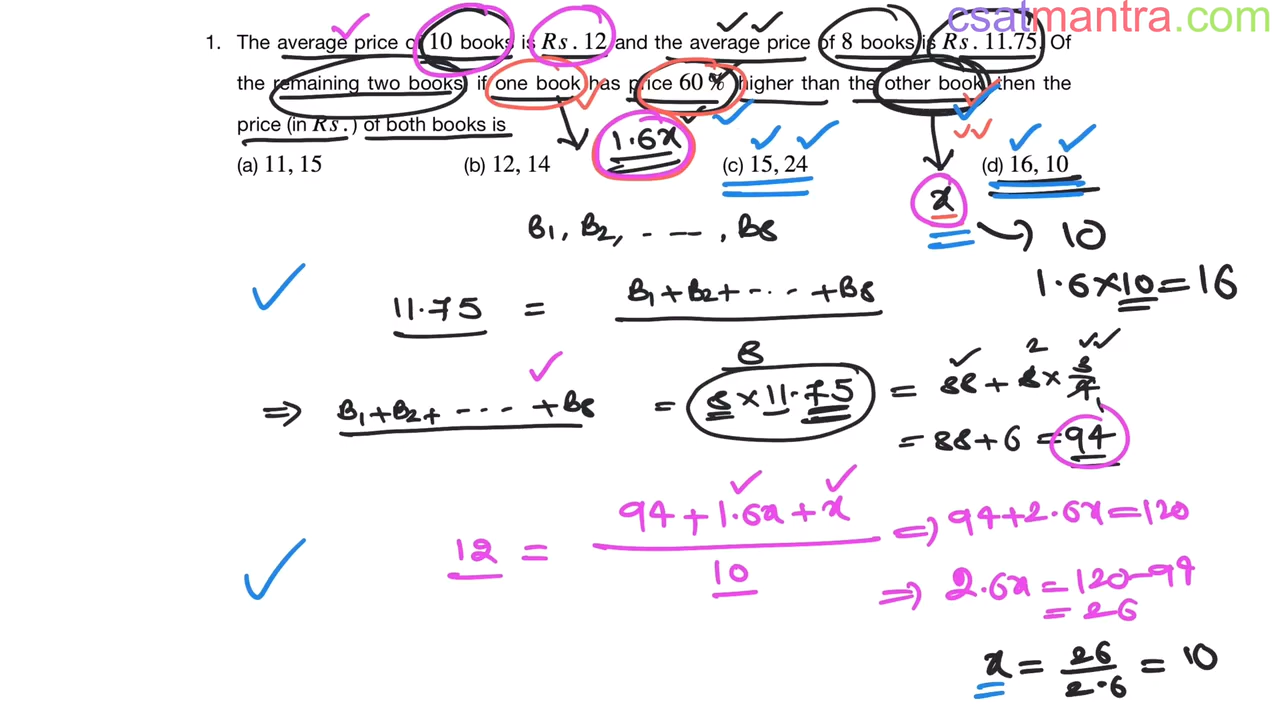 csatmantra.com
1. The average price of 10 books is Rs. 12 and the average price of 8 books is Rs. 11.75. Of
the remaining two books, if one book has price 60% higher than the other book, then the
price (in Rs.) of both books is
1.6x
(a) 11, 15 (b) 12, 14 (c) 15, 24 (d) 16, 10
x → 10
B1, B2, - - - , B8
1.6×10=16
11.75 = B1+B2+ - - - +B8 / 8
⇒ B1+B2+ - - - +B8 = 8×11.75 = 88 + 8 2 × 3/4 1
= 88+6 = 94
12 = 94+1.6x+x / 10 ⇒ 94+2.6x=120
⇒ 2.6x=120-94
= 26
x = 26/2.6 = 10